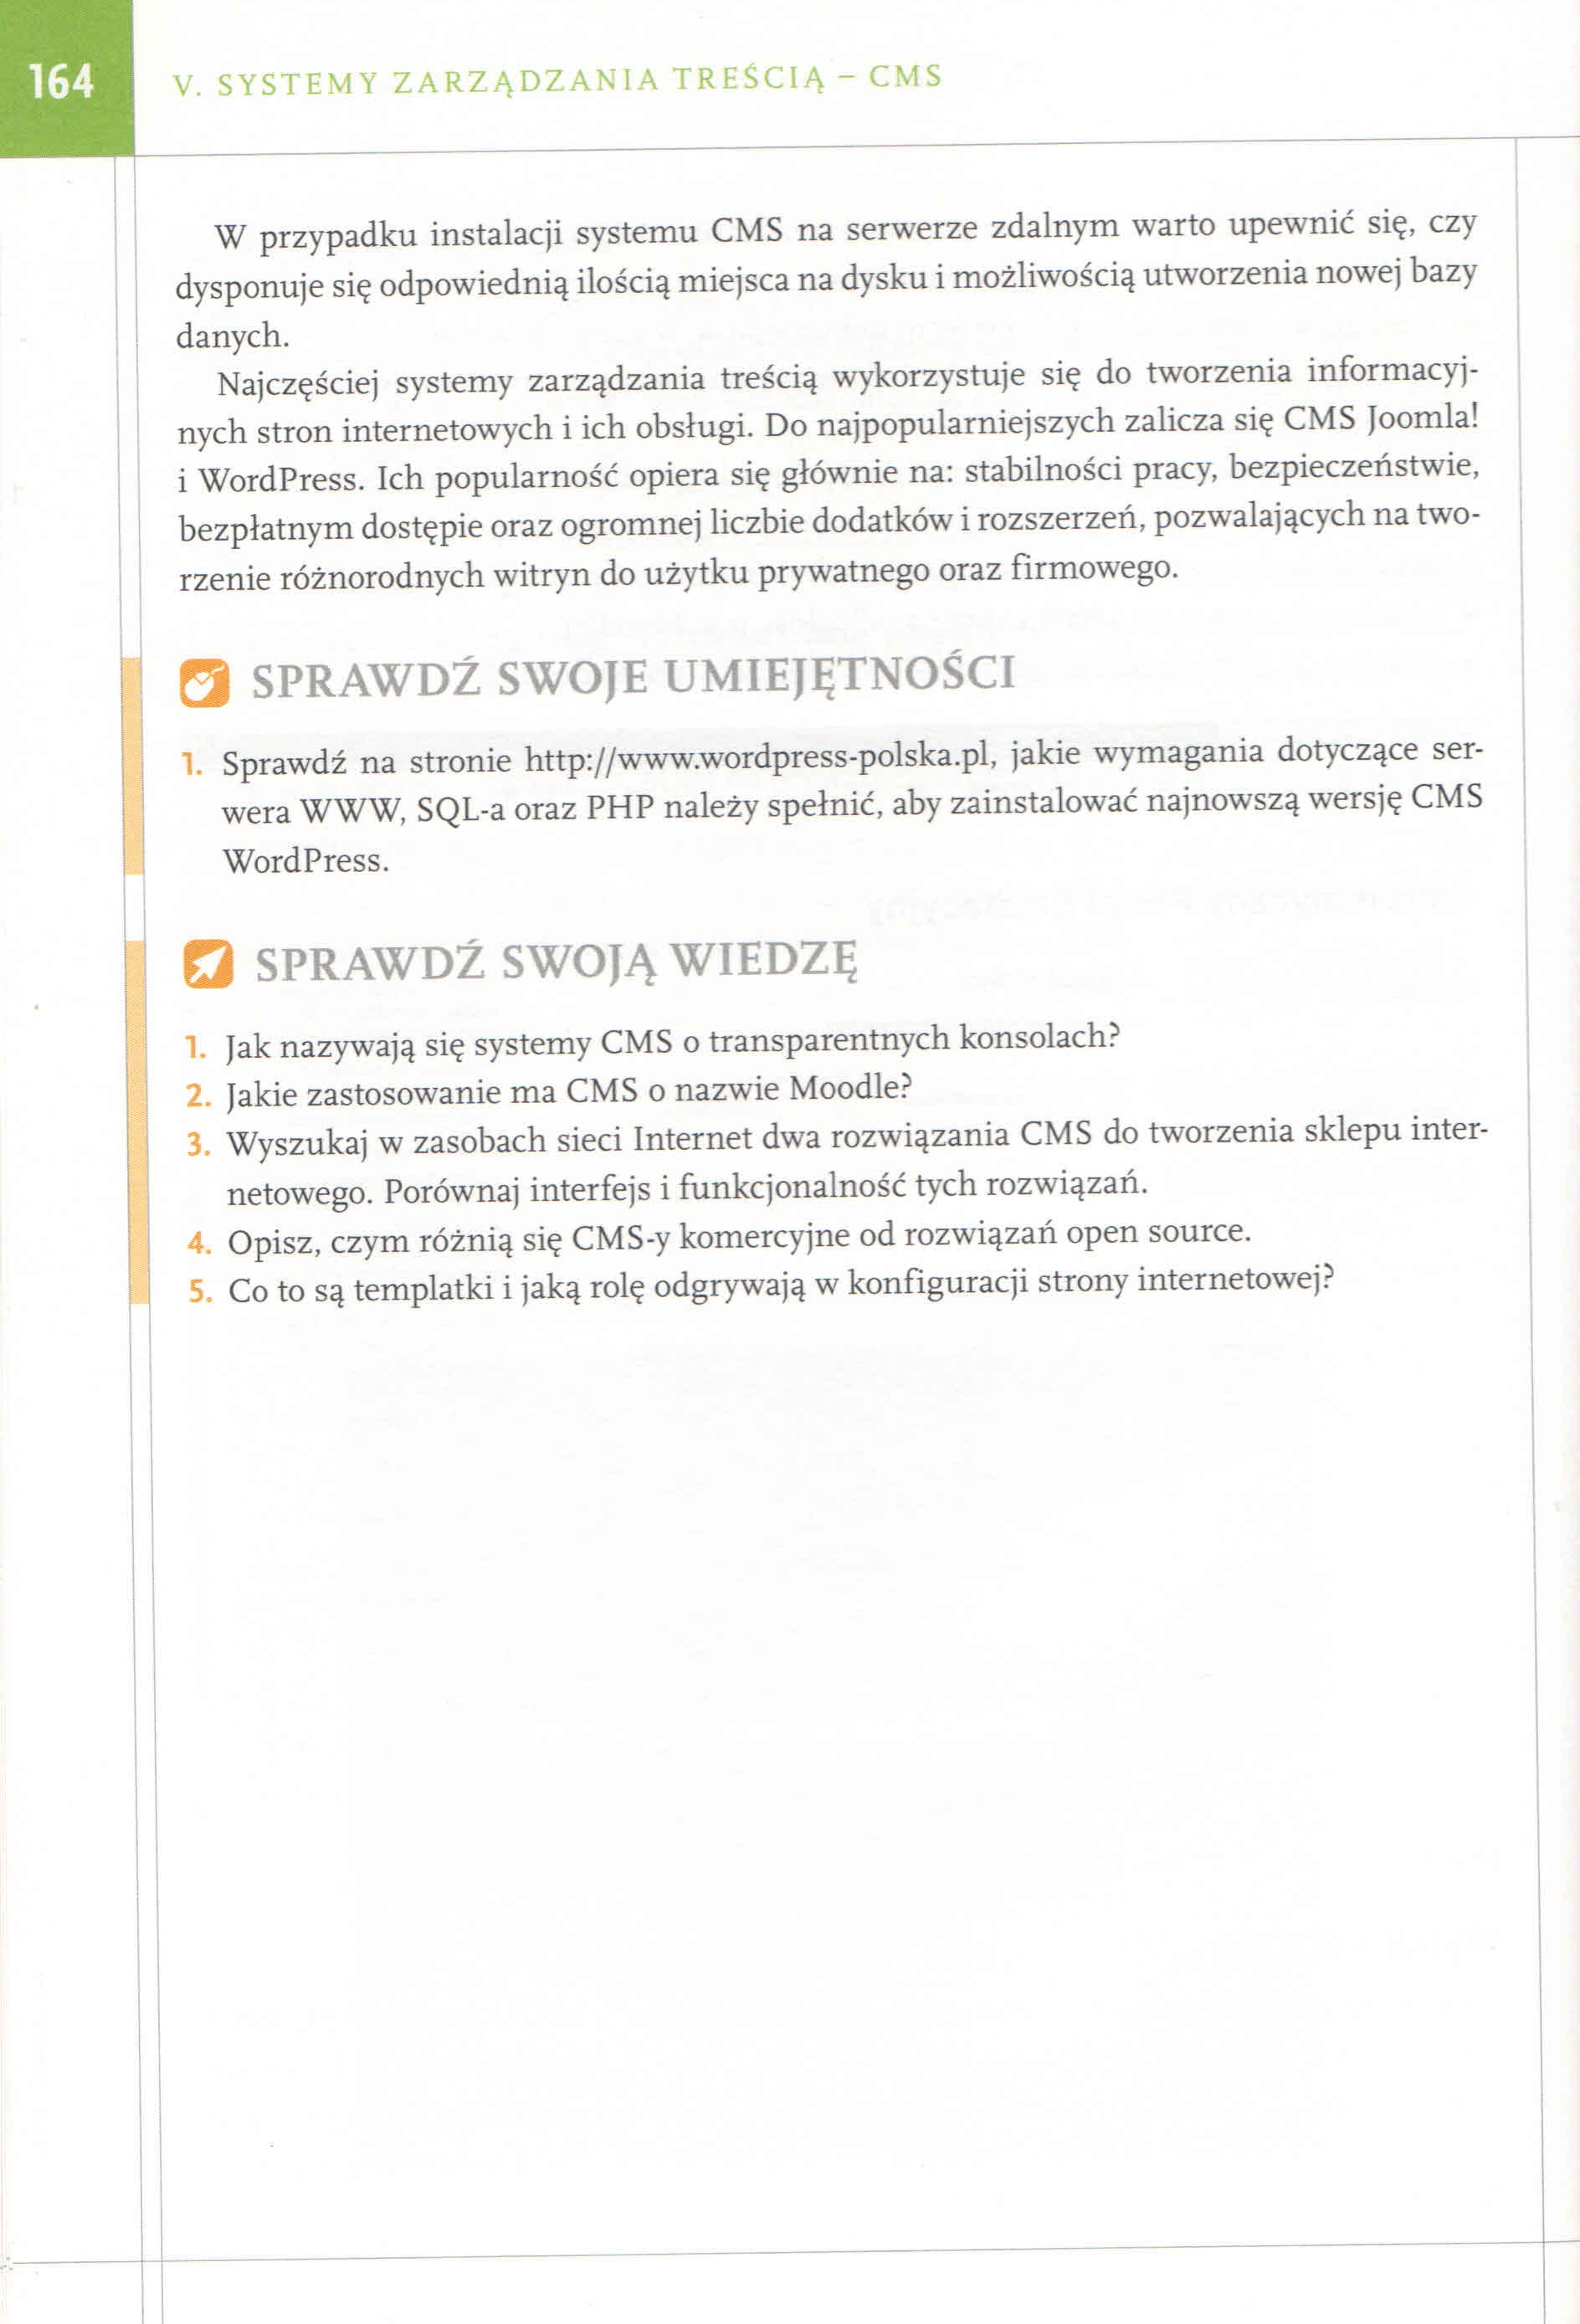 164
V. SYSTEMY ZARZĄDZANIA TREŚCIĄ – CMS
W przypadku instalacji systemu CMS na serwerze zdalnym warto upewnić się, czy
dysponuje się odpowiednią ilością miejsca na dysku i możliwością utworzenia nowej bazy
danych.
Najczęściej systemy zarządzania treścią wykorzystuje się do tworzenia informacyj-
nych stron internetowych i ich obsługi. Do najpopularniejszych zalicza się CMS Joomla!
i WordPress. Ich popularność opiera się głównie na: stabilności pracy, bezpieczeństwie,
bezpłatnym dostępie oraz ogromnej liczbie dodatków i rozszerzeń, pozwalających na two-
rzenie różnorodnych witryn do użytku prywatnego oraz firmowego.
SPRAWDŹ SWOJE UMIEJĘTNOŚCI
1. Sprawdź na stronie http://www.wordpress-polska.pl, jakie wymagania dotyczące ser-
wera WWW, SQL-a oraz PHP należy spełnić, aby zainstalować najnowszą wersję CMS
WordPress.
SPRAWDŹ SWOJĄ WIEDZĘ
1. Jak nazywają się systemy CMS o transparentnych konsolach?
2. Jakie zastosowanie ma CMS o nazwie Moodle?
3. Wyszukaj w zasobach sieci Internet dwa rozwiązania CMS do tworzenia sklepu inter-
netowego. Porównaj interfejs i funkcjonalność tych rozwiązań.
4. Opisz, czym różnią się CMS-y komercyjne od rozwiązań open source.
5. Co to są templatki i jaką rolę odgrywają w konfiguracji strony internetowej?